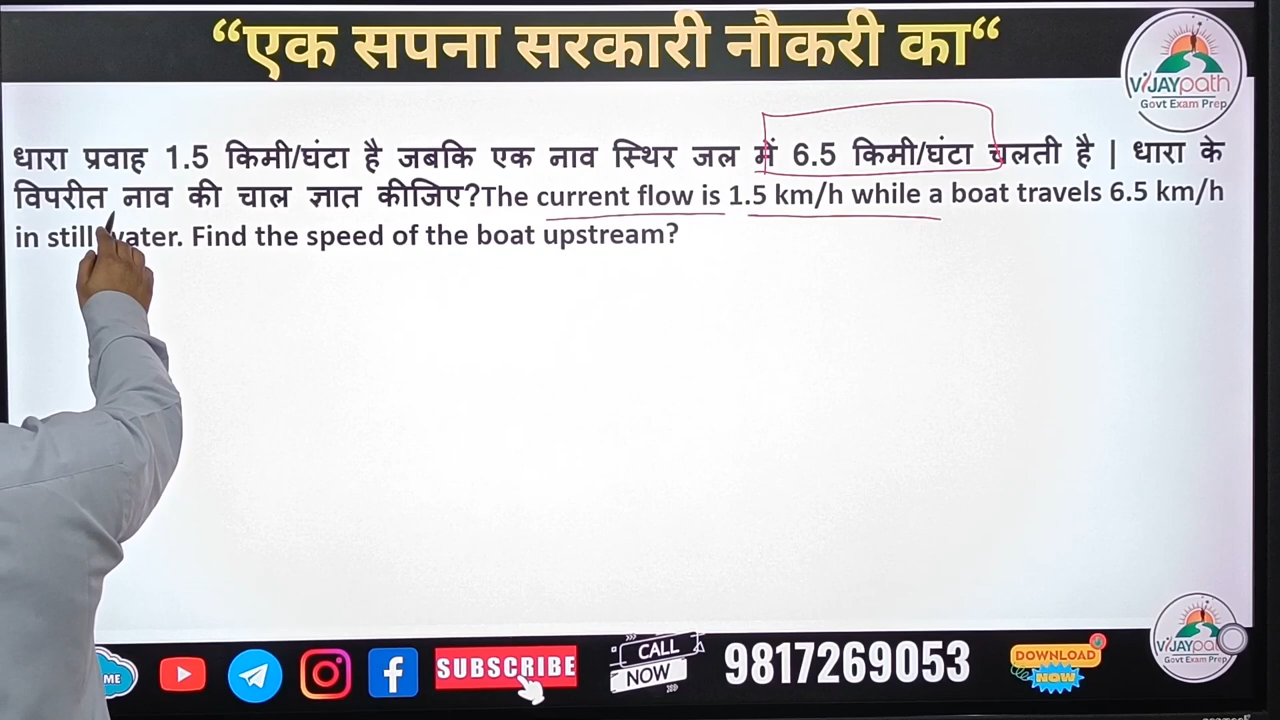 “एक सपना सरकारी नौकरी का“
VIJAYpath
Govt Exam Prep
धारा प्रवाह 1.5 किमी/घंटा है जबकि एक नाव स्थिर जल में 6.5 किमी/घंटा चलती है | धारा के
विपरीत नाव की चाल ज्ञात कीजिए?The current flow is 1.5 km/h while a boat travels 6.5 km/h
in still water. Find the speed of the boat upstream?
ME
SUBSCRIBE
CALL
NOW
9817269053
DOWNLOAD
NOW
Govt Exam Prep